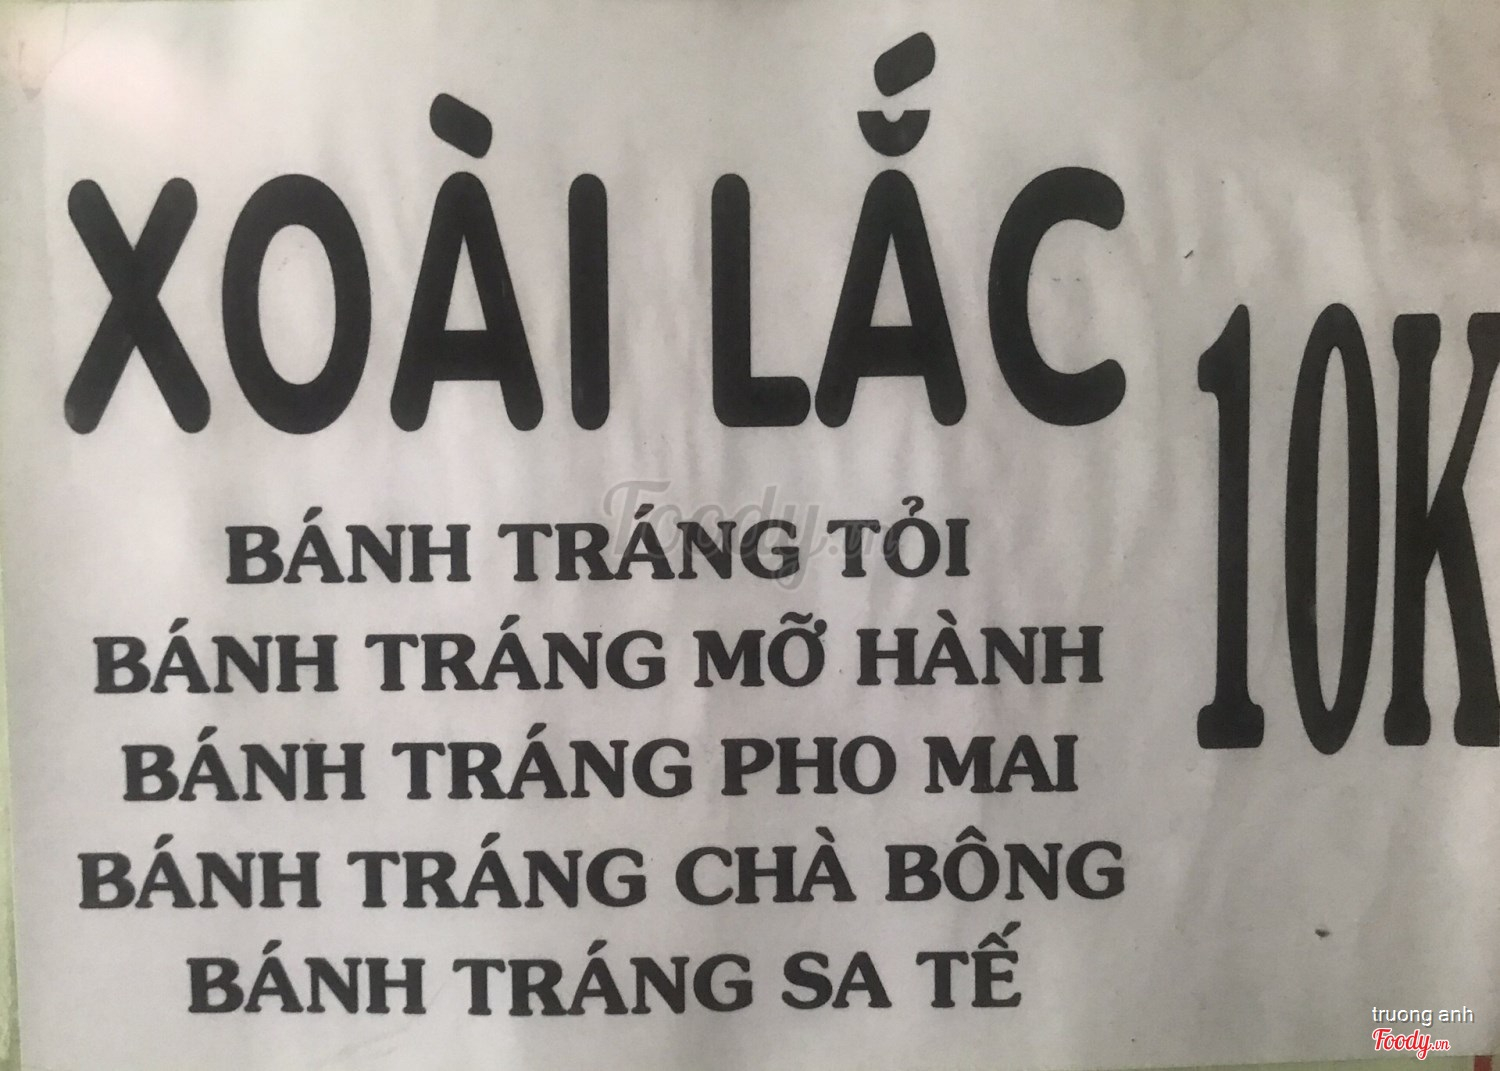 XOÀI LẮC
10K
BÁNH TRÁNG TỎI
BÁNH TRÁNG MỠ HÀNH
BÁNH TRÁNG PHO MAI
BÁNH TRÁNG CHÀ BÔNG
BÁNH TRÁNG SA TẾ
Foody.vn
truong anh
Foody.vn